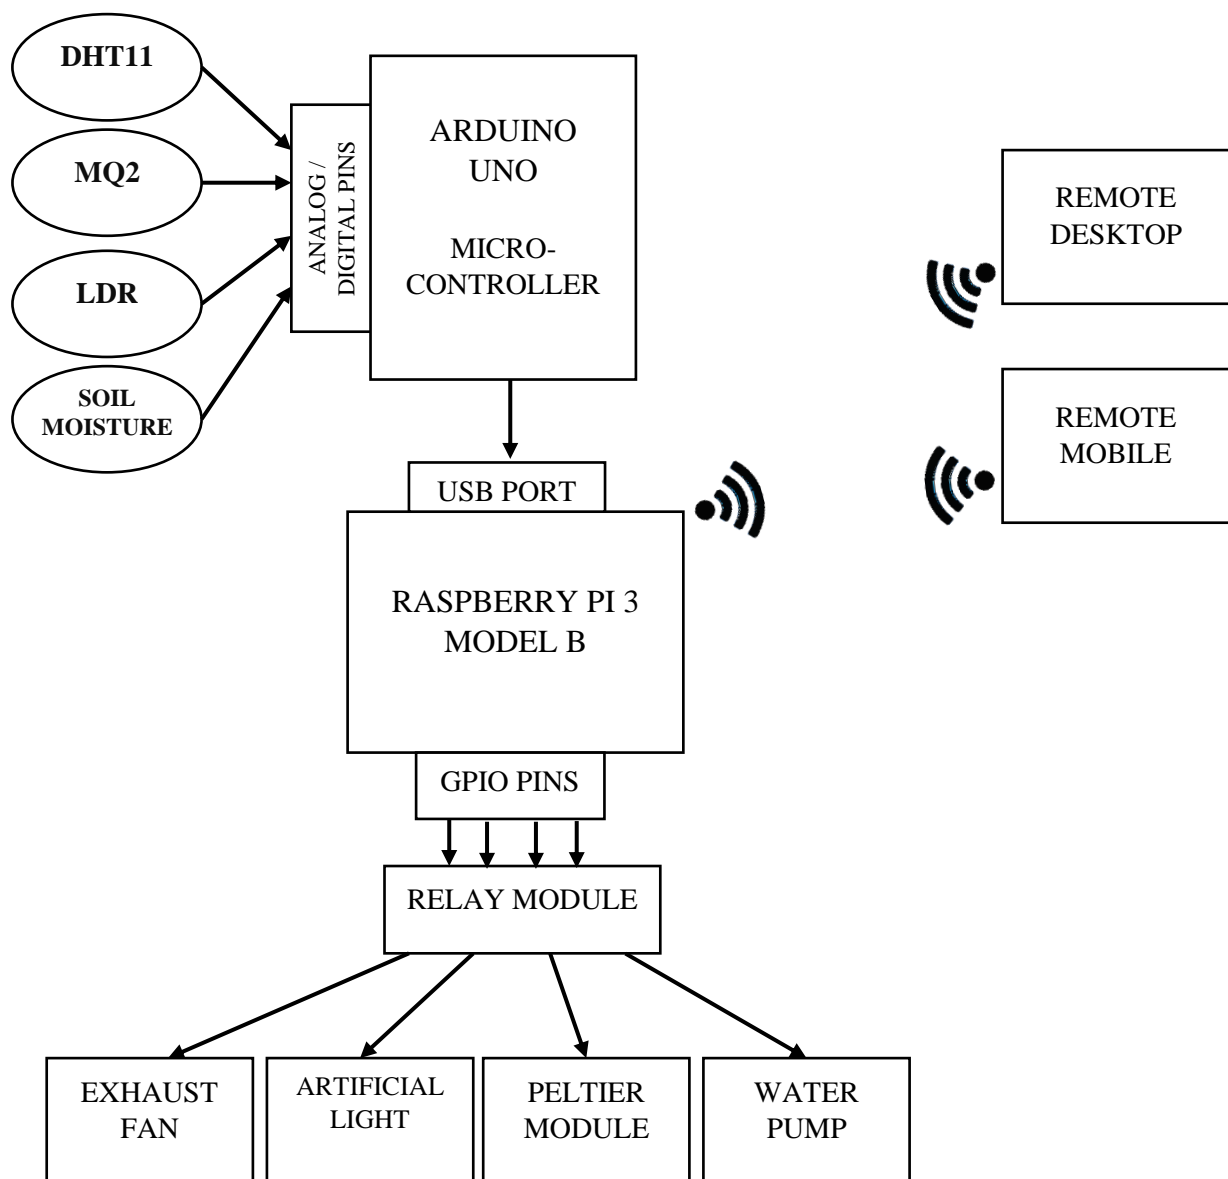 DHT11
MQ2
LDR
SOIL
MOISTURE
ANALOG /
DIGITAL PINS
ARDUINO
UNO
MICRO-
CONTROLLER
REMOTE
DESKTOP
REMOTE
MOBILE
USB PORT
RASPBERRY PI 3
MODEL B
GPIO PINS
RELAY MODULE
EXHAUST
FAN
ARTIFICIAL
LIGHT
PELTIER
MODULE
WATER
PUMP